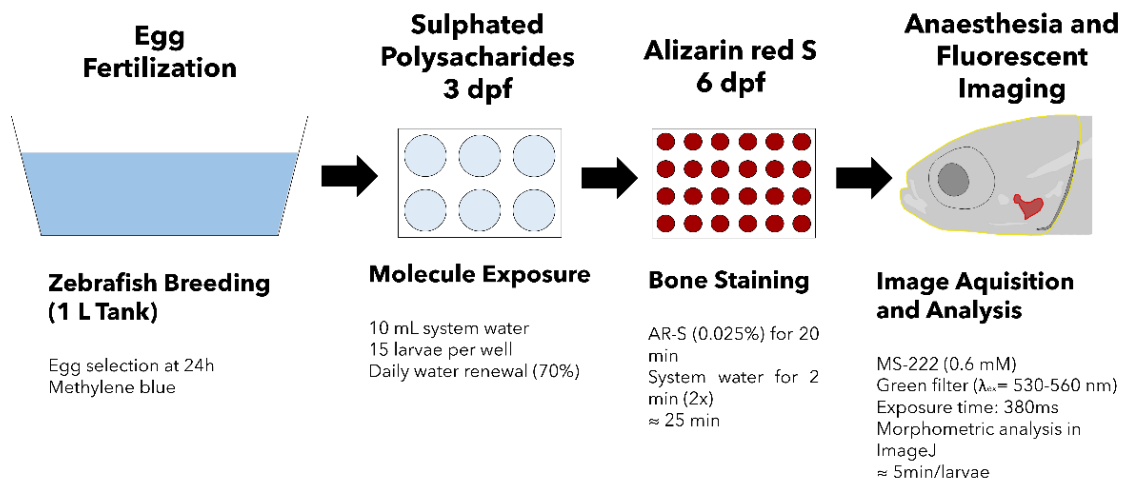 Egg
Fertilization
Zebrafish Breeding
(1 L Tank)
Egg selection at 24h
Methylene blue
Sulphated
Polysacharides
3 dpf
Molecule Exposure
10 mL system water
15 larvae per well
Daily water renewal (70%)
Alizarin red S
6 dpf
Bone Staining
AR-S (0.025%) for 20
min
System water for 2
min (2x)
≈ 25 min
Anaesthesia and
Fluorescent
Imaging
Image Aquisition
and Analysis
MS-222 (0.6 mM)
Green filter (λex= 530-560 nm)
Exposure time: 380ms
Morphometric analysis in
ImageJ
≈ 5min/larvae